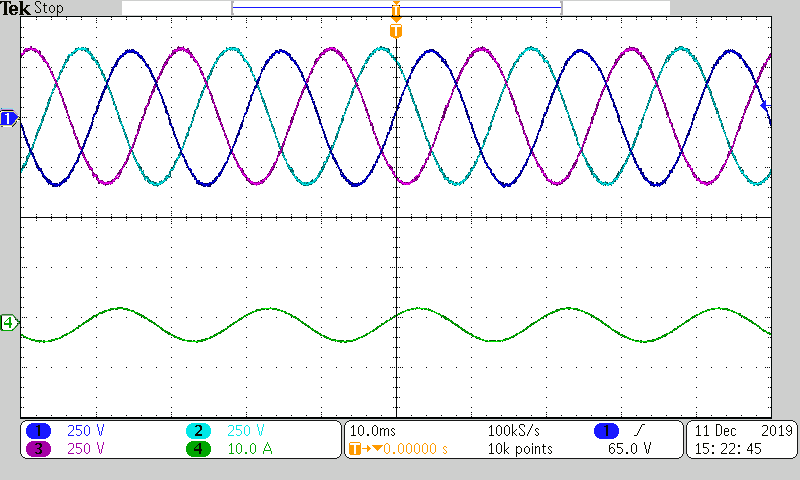 Tek Stop
T
T
1
4
1 250 V 2 250 V 10.0ms 100kS/s 1 11 Dec 2019
3 250 V 4 10.0 A T→▼0.00000 s 10k points 65.0 V 15: 22: 45